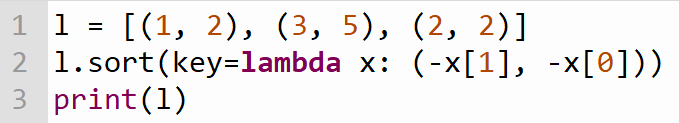 1 l = [(1, 2), (3, 5), (2, 2)]
2 l.sort(key=lambda x: (-x[1], -x[0]))
3 print(l)